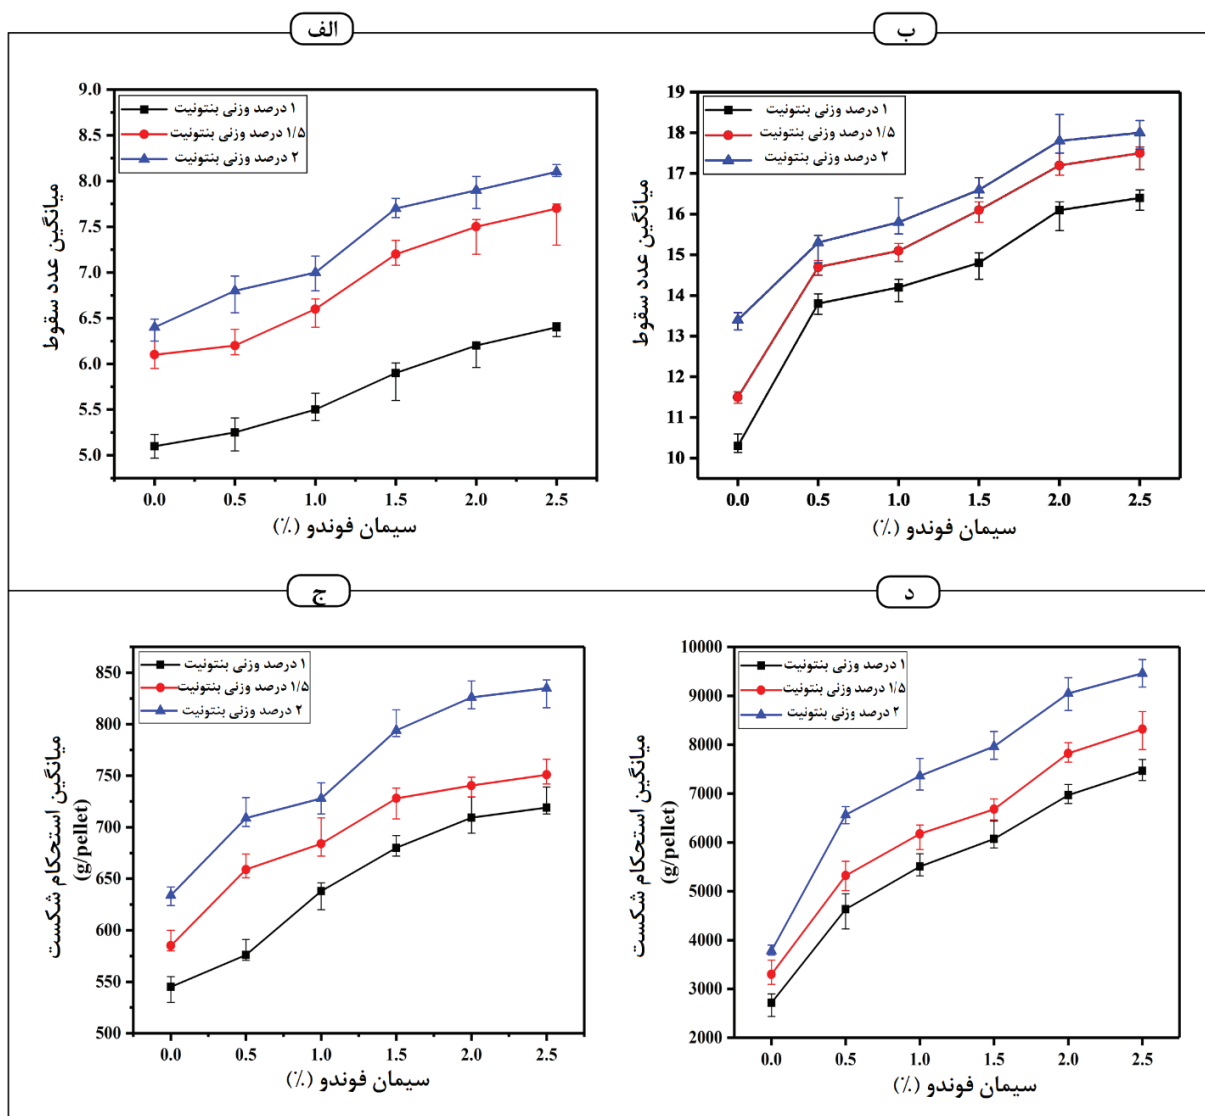 الف
9.0
8.5
8.0
7.5
7.0
6.5
6.0
5.5
5.0
۱ درصد وزنی بنتونیت
۱/۵ درصد وزنی بنتونیت
۲ درصد وزنی بنتونیت
میانگین عدد سقوط
0.0 0.5 1.0 1.5 2.0 2.5
سیمان فوندو (٪)
ب
19
18
17
16
15
14
13
12
11
10
۱ درصد وزنی بنتونیت
۱/۵ درصد وزنی بنتونیت
۲ درصد وزنی بنتونیت
میانگین عدد سقوط
0.0 0.5 1.0 1.5 2.0 2.5
سیمان فوندو (٪)
ج
850
800
750
700
650
600
550
500
۱ درصد وزنی بنتونیت
۱/۵ درصد وزنی بنتونیت
۲ درصد وزنی بنتونیت
میانگین استحکام شکست
(g/pellet)
0.0 0.5 1.0 1.5 2.0 2.5
سیمان فوندو (٪)
د
10000
9000
8000
7000
6000
5000
4000
3000
2000
۱ درصد وزنی بنتونیت
۱/۵ درصد وزنی بنتونیت
۲ درصد وزنی بنتونیت
میانگین استحکام شکست
(g/pellet)
0.0 0.5 1.0 1.5 2.0 2.5
سیمان فوندو (٪)